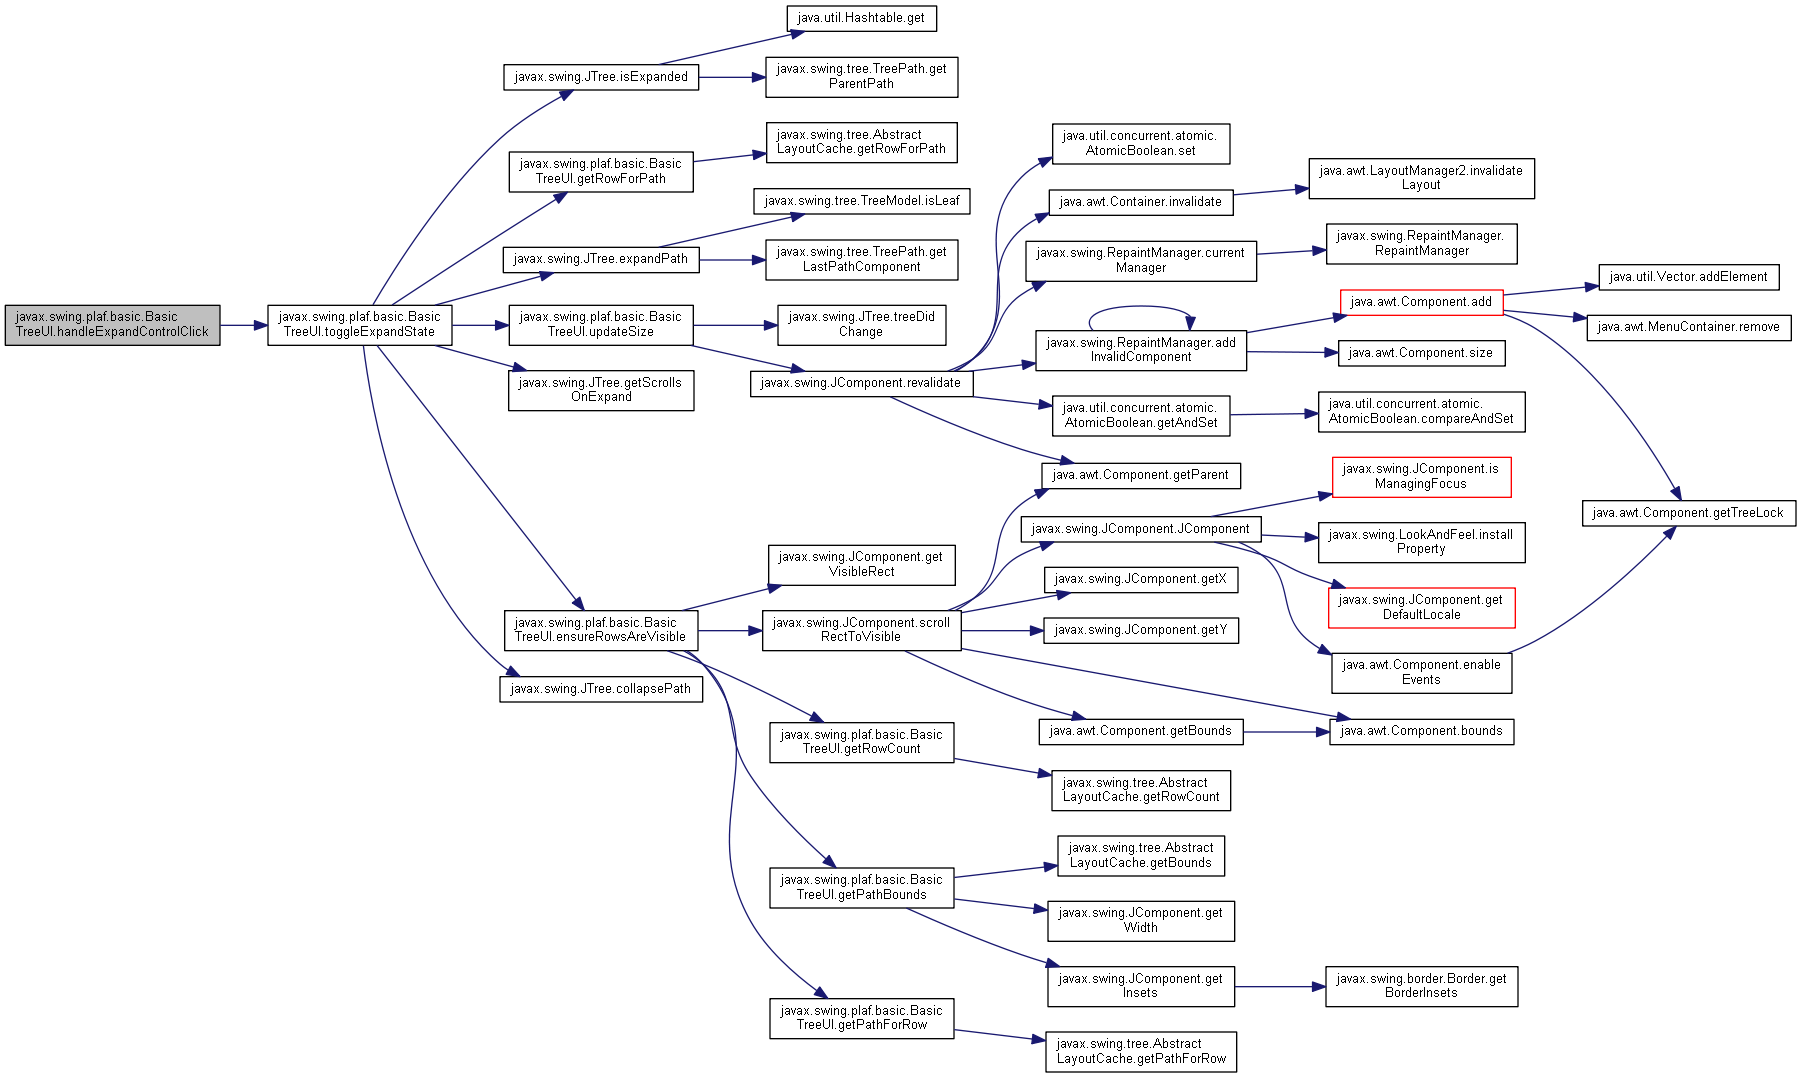 javax.swing.plaf.basic.Basic
TreeUI.handleExpandControlClick
javax.swing.plaf.basic.Basic
TreeUI.toggleExpandState
javax.swing.JTree.isExpanded
javax.swing.plaf.basic.Basic
TreeUI.getRowForPath
javax.swing.JTree.expandPath
javax.swing.plaf.basic.Basic
TreeUI.updateSize
javax.swing.JTree.getScrolls
OnExpand
javax.swing.plaf.basic.Basic
TreeUI.ensureRowsAreVisible
javax.swing.JTree.collapsePath
java.util.Hashtable.get
javax.swing.tree.TreePath.get
ParentPath
javax.swing.tree.Abstract
LayoutCache.getRowForPath
javax.swing.tree.TreeModel.isLeaf
javax.swing.tree.TreePath.get
LastPathComponent
javax.swing.JTree.treeDid
Change
javax.swing.JComponent.revalidate
javax.swing.JComponent.get
VisibleRect
javax.swing.JComponent.scroll
RectToVisible
javax.swing.plaf.basic.Basic
TreeUI.getRowCount
javax.swing.plaf.basic.Basic
TreeUI.getPathBounds
javax.swing.plaf.basic.Basic
TreeUI.getPathForRow
java.util.concurrent.atomic.
AtomicBoolean.set
java.awt.Container.invalidate
javax.swing.RepaintManager.current
Manager
javax.swing.RepaintManager.add
InvalidComponent
java.util.concurrent.atomic.
AtomicBoolean.getAndSet
java.awt.Component.getParent
javax.swing.JComponent.JComponent
javax.swing.JComponent.getX
javax.swing.JComponent.getY
java.awt.Component.getBounds
javax.swing.tree.Abstract
LayoutCache.getRowCount
javax.swing.tree.Abstract
LayoutCache.getBounds
javax.swing.JComponent.get
Width
javax.swing.JComponent.get
Insets
javax.swing.tree.Abstract
LayoutCache.getPathForRow
java.awt.LayoutManager2.invalidate
Layout
javax.swing.RepaintManager.
RepaintManager
java.awt.Component.add
java.awt.Component.size
java.util.concurrent.atomic.
AtomicBoolean.compareAndSet
javax.swing.JComponent.is
ManagingFocus
javax.swing.LookAndFeel.install
Property
javax.swing.JComponent.get
DefaultLocale
java.awt.Component.enable
Events
java.awt.Component.bounds
javax.swing.border.Border.get
BorderInsets
java.util.Vector.addElement
java.awt.MenuContainer.remove
java.awt.Component.getTreeLock